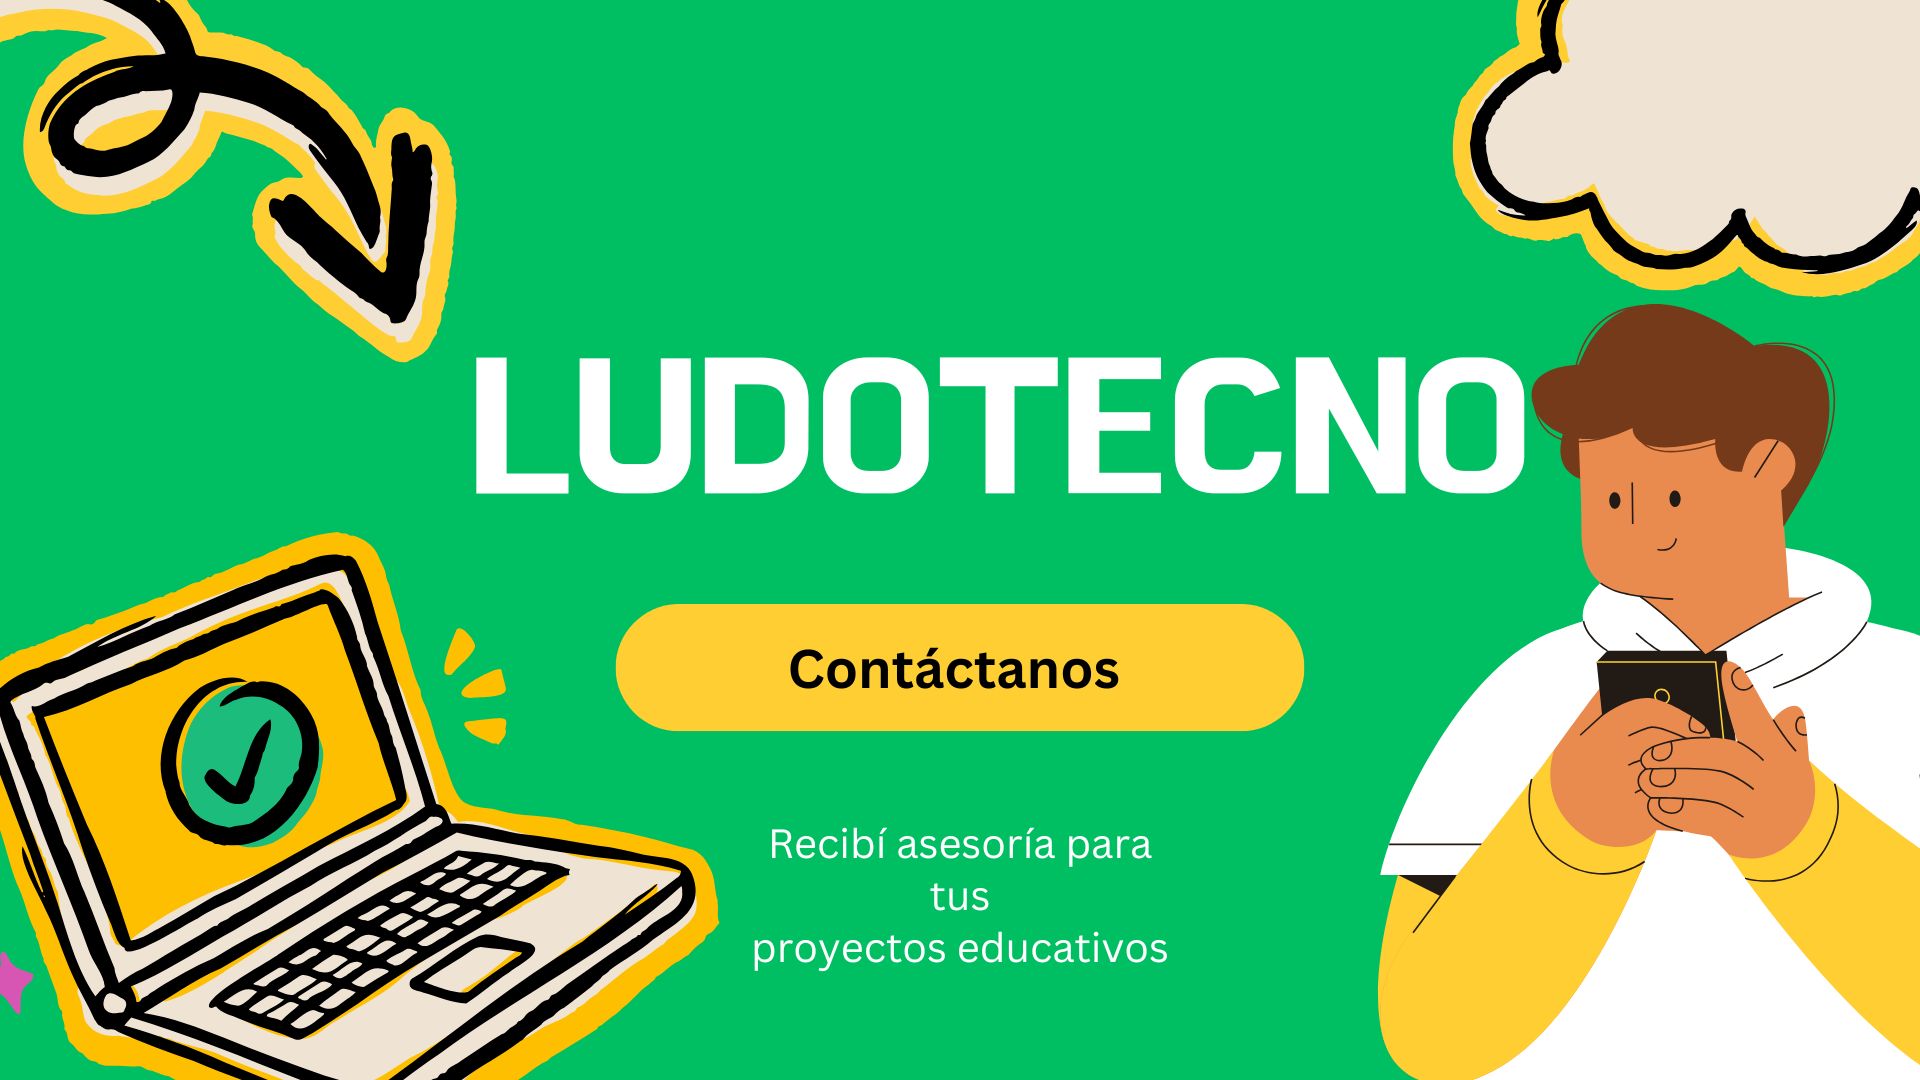 LUDOTECNO
Contáctanos
Recibí asesoría para
tus
proyectos educativos